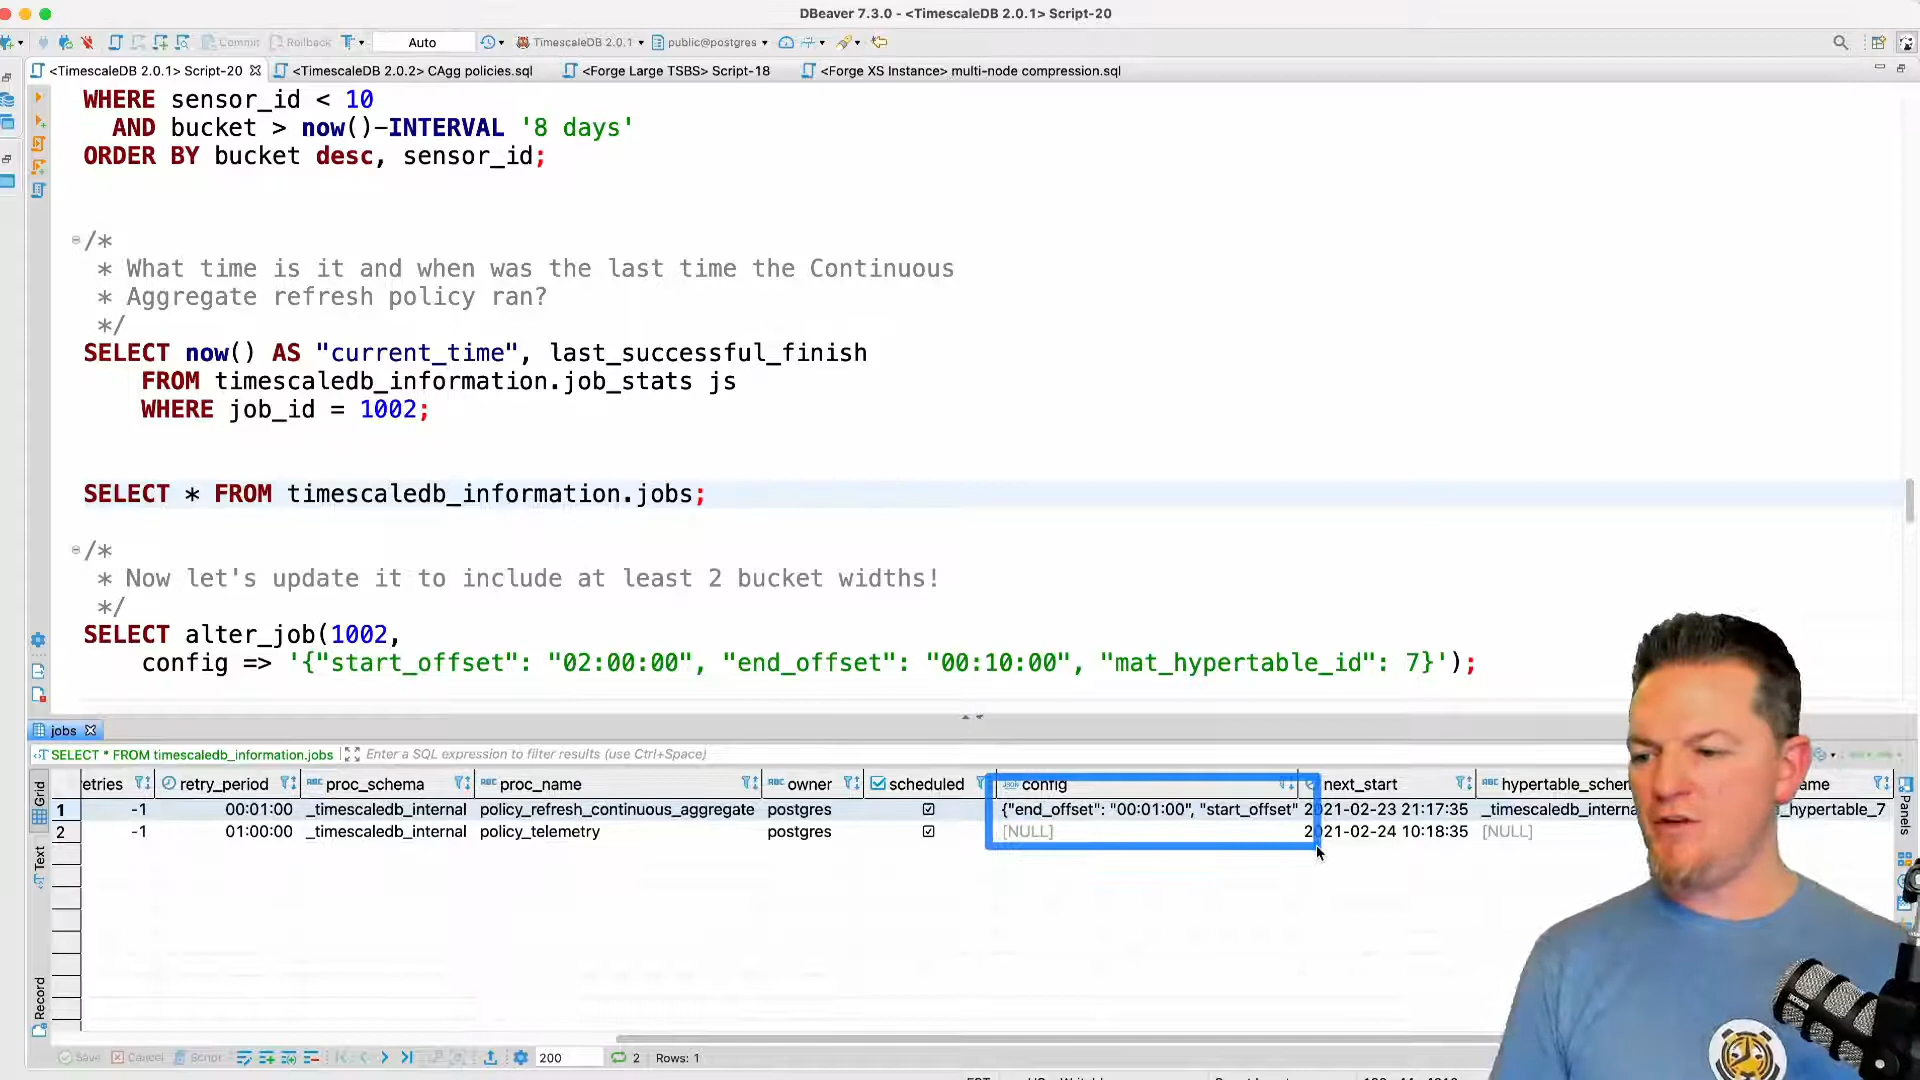 DBeaver 7.3.0 - <TimescaleDB 2.0.1> Script-20
Commit Rollback Auto TimescaleDB 2.0.1 public@postgres
<TimescaleDB 2.0.1> Script-20 <TimescaleDB 2.0.2> CAgg policies.sql <Forge Large TSBS> Script-18 <Forge XS Instance> multi-node compression.sql
WHERE sensor_id < 10
AND bucket > now()-INTERVAL '8 days'
ORDER BY bucket desc, sensor_id;
/*
* What time is it and when was the last time the Continuous
* Aggregate refresh policy ran?
*/
SELECT now() AS "current_time", last_successful_finish
FROM timescaledb_information.job_stats js
WHERE job_id = 1002;
SELECT * FROM timescaledb_information.jobs;
/*
* Now let's update it to include at least 2 bucket widths!
*/
SELECT alter_job(1002,
config => '{"start_offset": "02:00:00", "end_offset": "00:10:00", "mat_hypertable_id": 7}');
jobs
SELECT * FROM timescaledb_information.jobs Enter a SQL expression to filter results (use Ctrl+Space)
Grid
Text
Record
Panels
etries retry_period proc_schema proc_name owner scheduled config next_start hypertable_schem ame
1 -1 00:01:00 _timescaledb_internal policy_refresh_continuous_aggregate postgres {"end_offset": "00:01:00", "start_offset" 2021-02-23 21:17:35 _timescaledb_interna _hypertable_7
2 -1 01:00:00 _timescaledb_internal policy_telemetry postgres [NULL] 2021-02-24 10:18:35 [NULL]
Save Cancel Script 200 2 Rows: 1